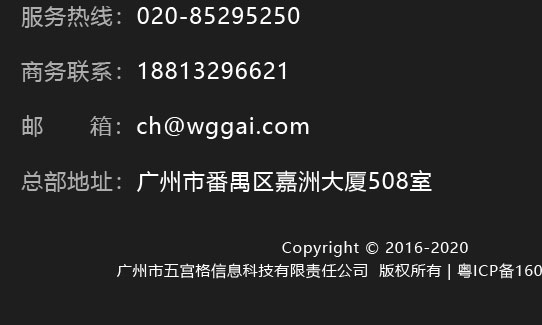 服务热线：020-85295250
商务联系：18813296621
邮　　箱：ch@wggai.com
总部地址：广州市番禺区嘉洲大厦508室
Copyright © 2016-2020
广州市五宫格信息科技有限责任公司 版权所有 | 粤ICP备160